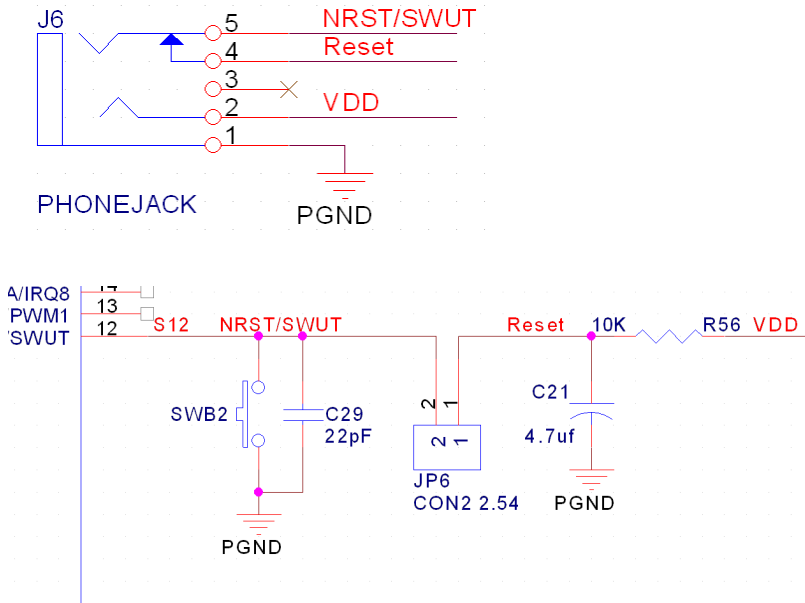 J6
5 NRST/SWUT
4 Reset
3
2 VDD
1
PHONEJACK
PGND
A/IRQ8
PWM1 13
/SWUT 12 S12 NRST/SWUT Reset 10K R56 VDD
SWB2 C29
22pF
2 1
2 1
JP6
CON2 2.54
C21
4.7uf
PGND
PGND